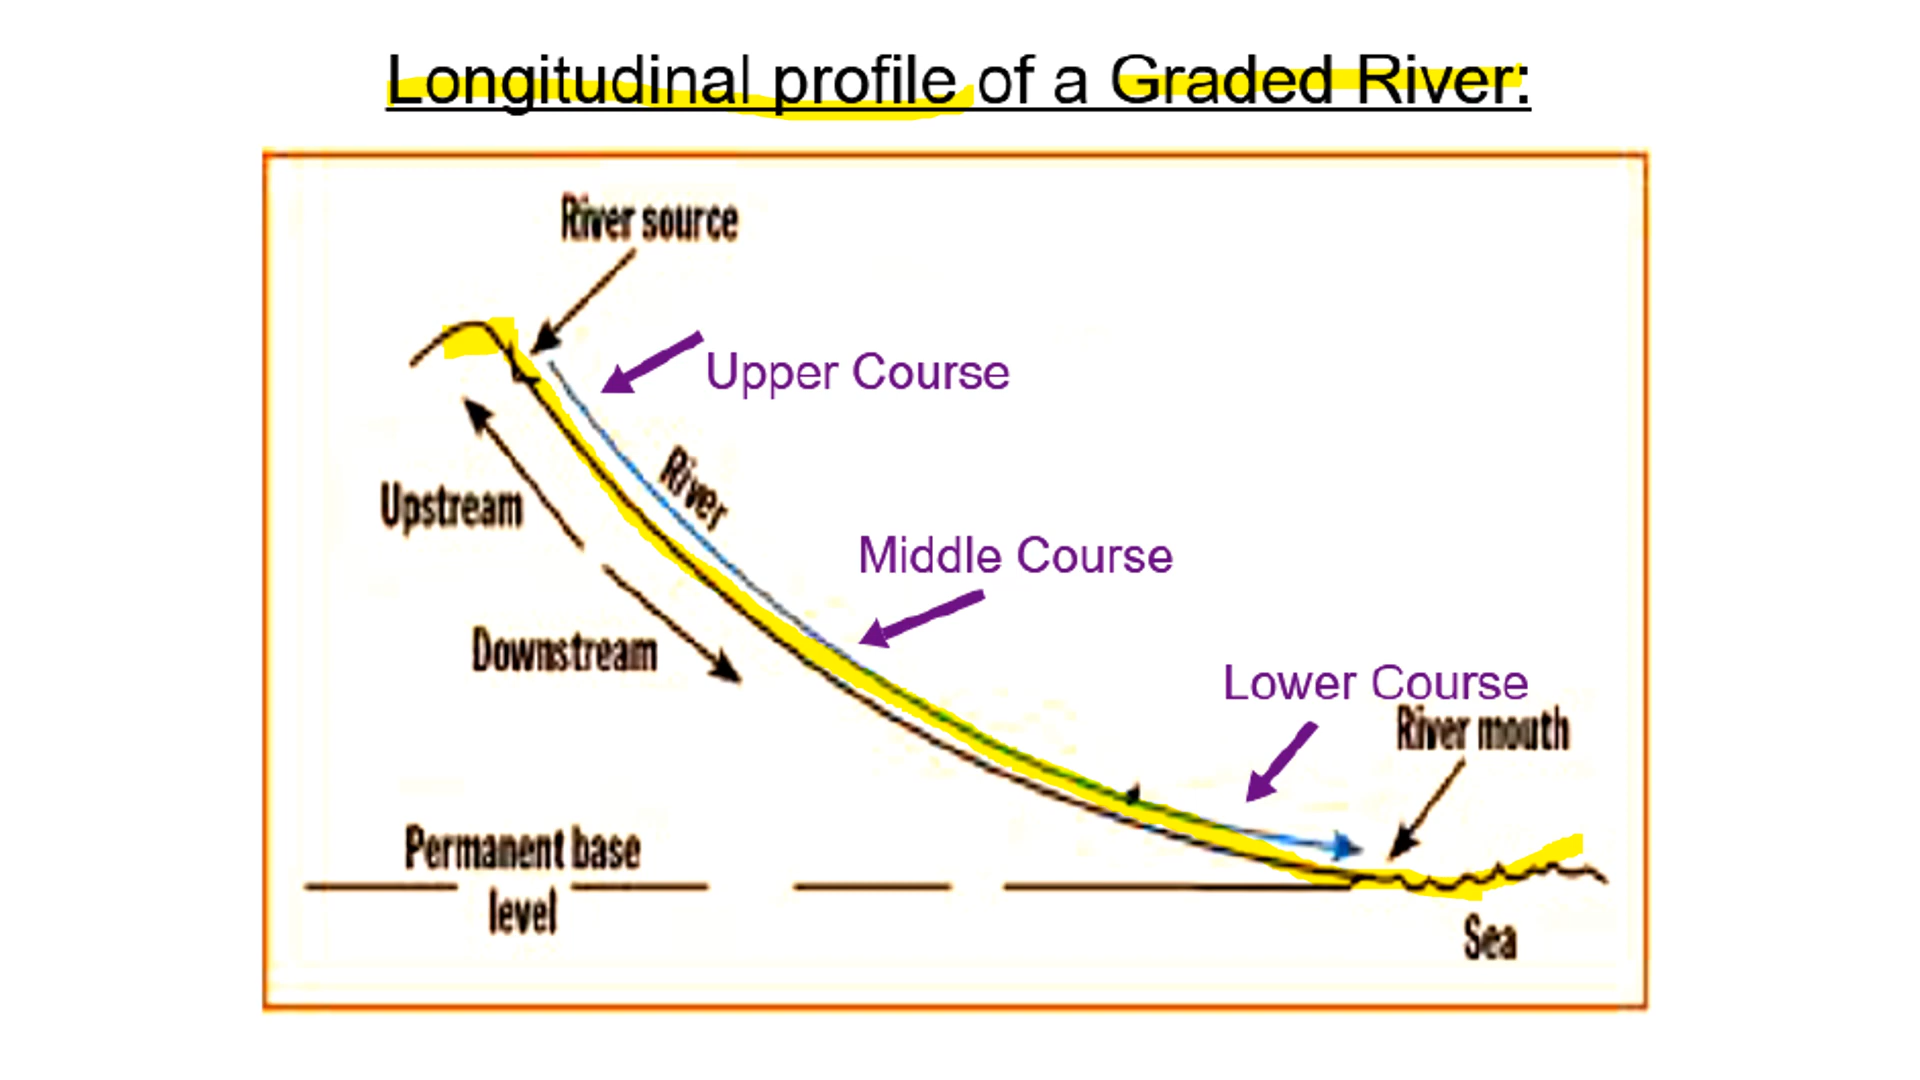 Longitudinal profile of a Graded River:
River source
Upper Course
River
Upstream
Middle Course
Downstream
Lower Course
River mouth
Permanent base
level
Sea